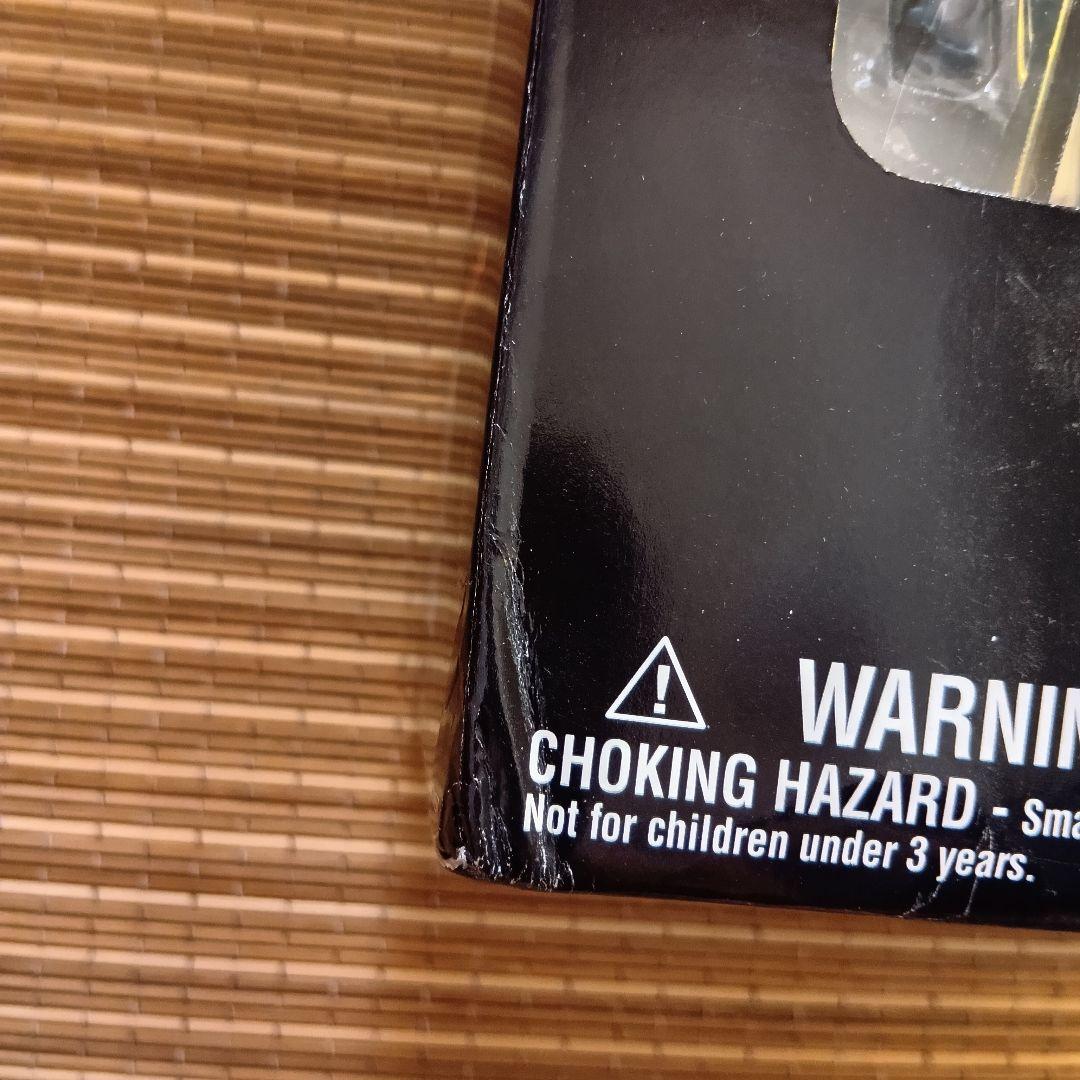 WARNIN
CHOKING HAZARD - Sma
Not for children under 3 years.